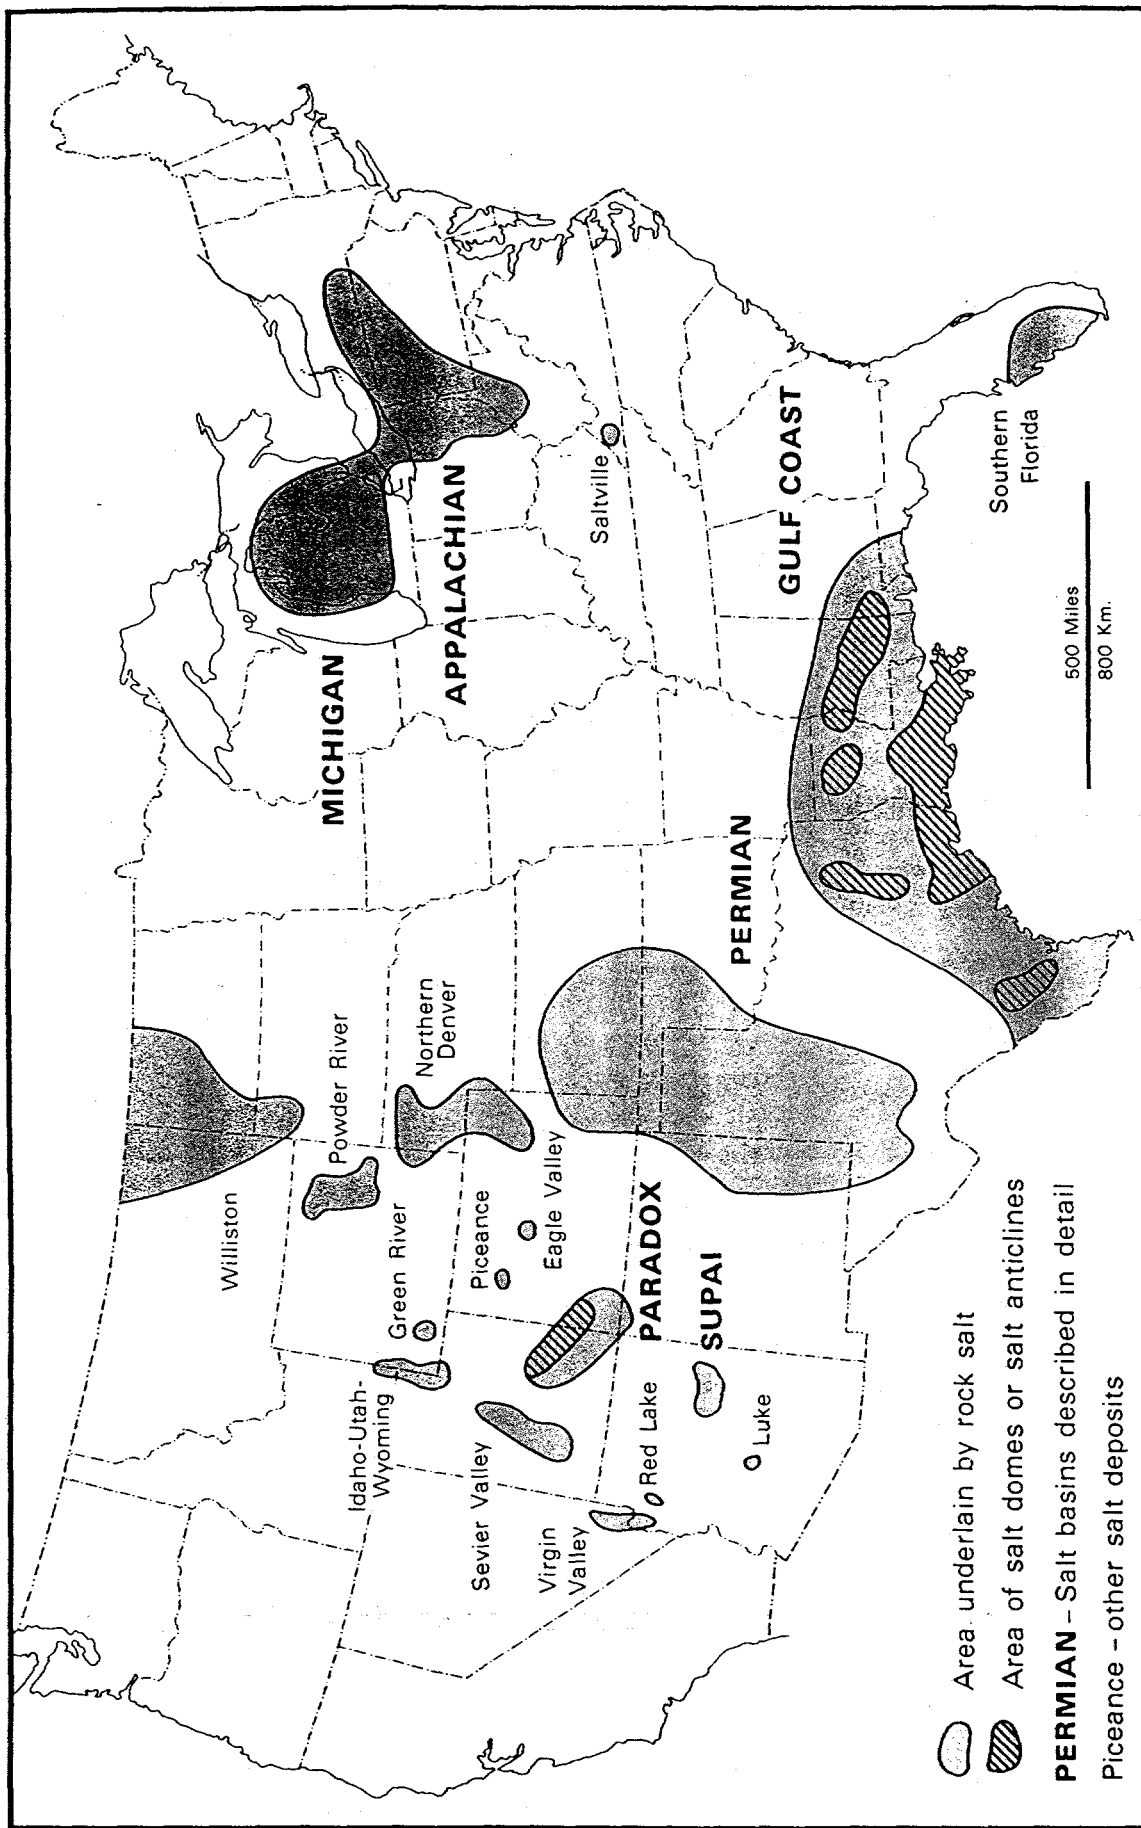 Williston
Powder River
Northern
Denver
Green River
Piceance
Eagle Valley
Idaho-Utah-
Wyoming
Sevier Valley
Virgin
Valley
Red Lake
Luke
PARADOX
SUPAI
PERMIAN
MICHIGAN
APPALACHIAN
Saltville
GULF COAST
Southern
Florida
500 Miles
800 Km.
Area underlain by rock salt
Area of salt domes or salt anticlines
PERMIAN – Salt basins described in detail
Piceance – other salt deposits